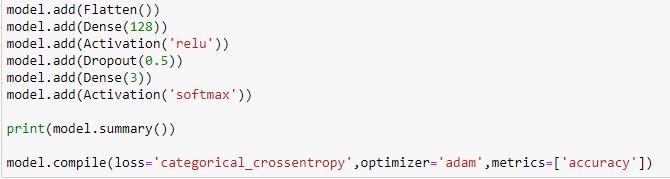 model.add(Flatten())
model.add(Dense(128))
model.add(Activation('relu'))
model.add(Dropout(0.5))
model.add(Dense(3))
model.add(Activation('softmax'))
print(model.summary())
model.compile(loss='categorical_crossentropy',optimizer='adam',metrics=['accuracy'])